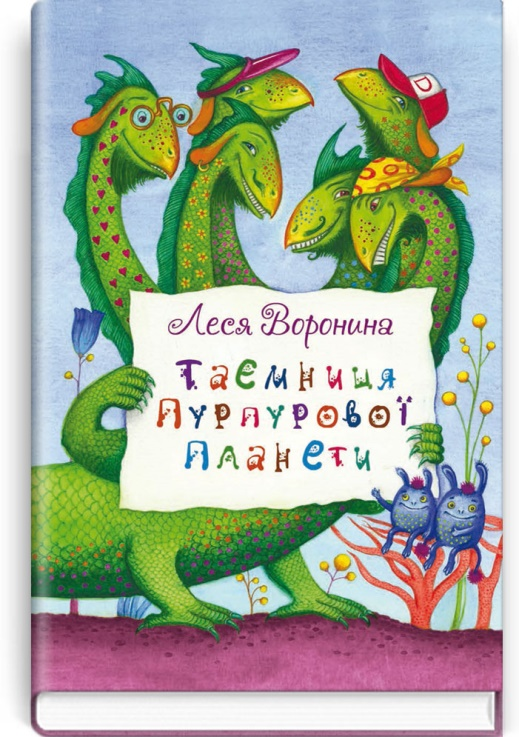 Леся Воронина
Таємниця
Пурпурової
Планети
D